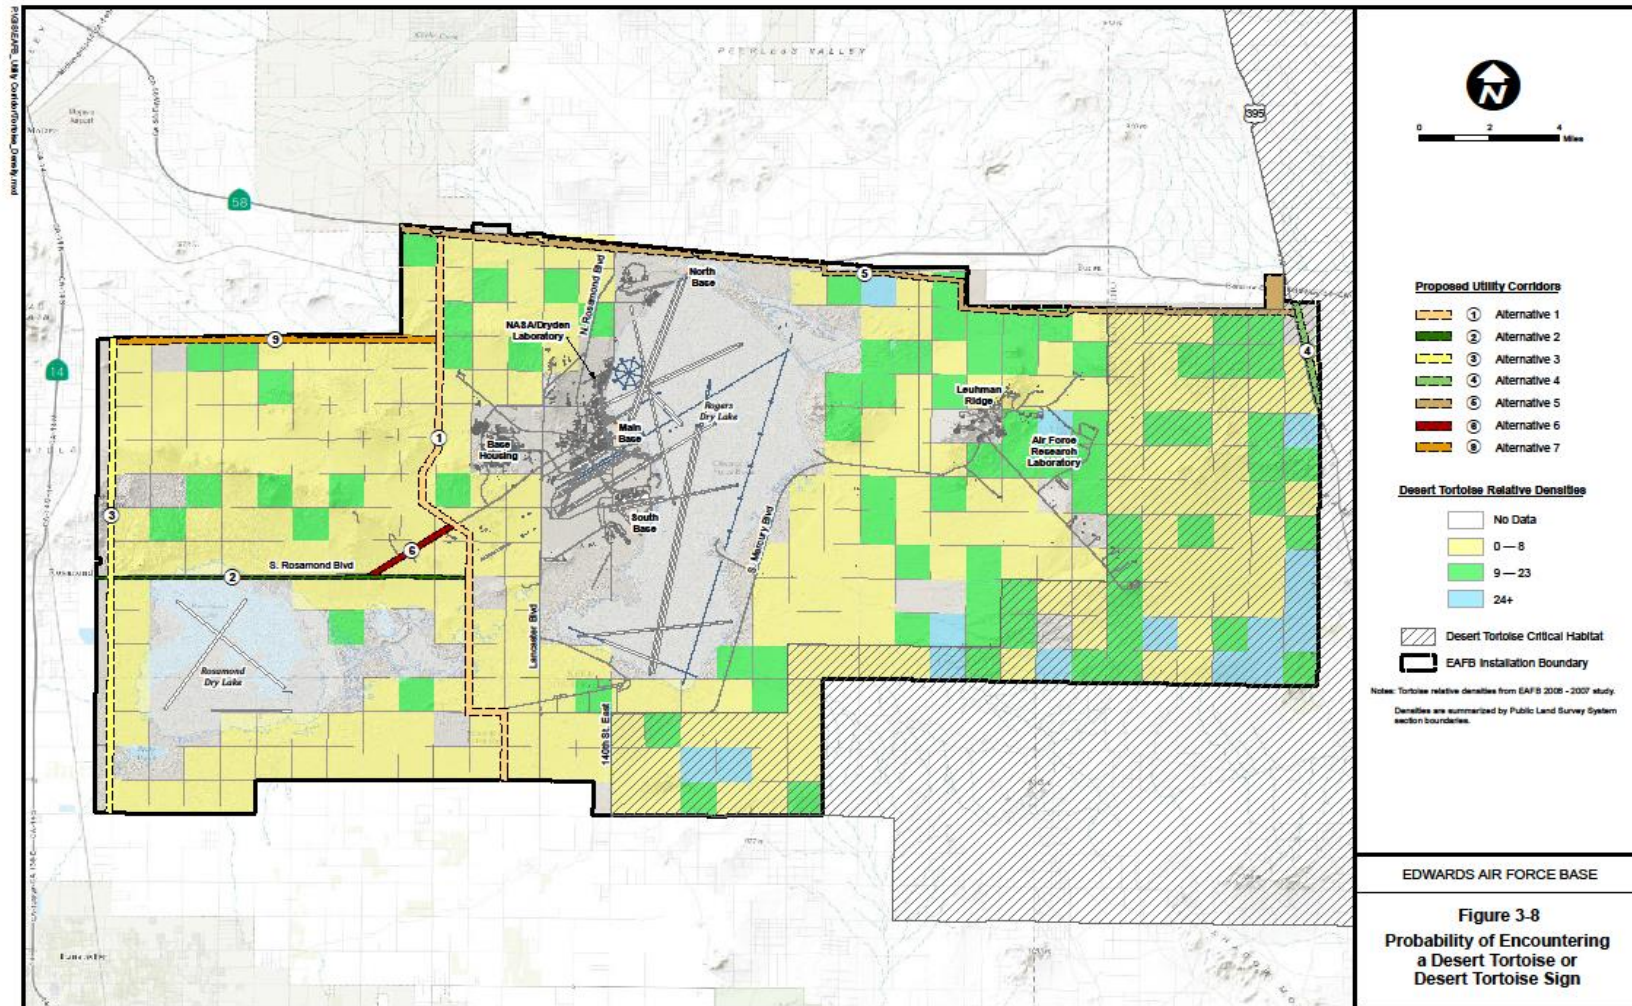 PEERLESS VALLEY
395
58
14
North
Base
N. Rosamond Blvd
NASA/Dryden
Laboratory
5
9
4
Rogers
Dry Lake
Leuhman
Ridge
1
Main
Base
Base
Housing
Air Force
Research
Laboratory
3
South
Base
S. Mercury Blvd
6
S. Rosamond Blvd
2
Lancaster Blvd
Rosamond
Dry Lake
140th St. East
N
0 2 4
Miles
Proposed Utility Corridors
1 Alternative 1
2 Alternative 2
3 Alternative 3
4 Alternative 4
5 Alternative 5
6 Alternative 6
Alternative 7
Desert Tortoise Relative Densities
No Data
0 — 8
9 — 23
24+
Desert Tortoise Critical Habitat
EAFB Installation Boundary
Notes: Tortoise relative densities from EAFB 2006 - 2007 study.
Densities are summarized by Public Land Survey System
section boundaries.
EDWARDS AIR FORCE BASE
Figure 3-8
Probability of Encountering
a Desert Tortoise or
Desert Tortoise Sign